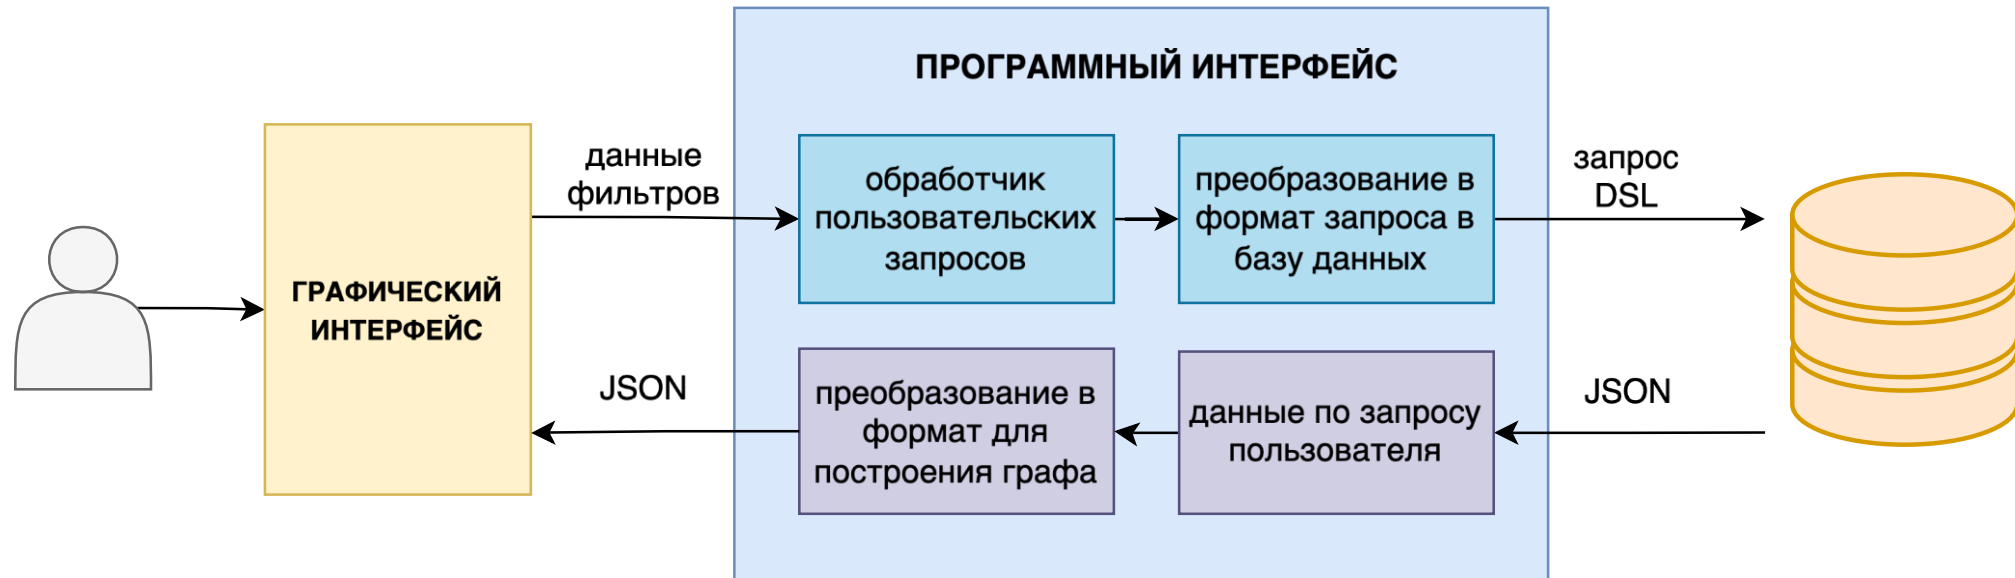 ПРОГРАММНЫЙ ИНТЕРФЕЙС
данные
фильтров
обработчик
пользовательских
запросов
преобразование в
формат запроса в
базу данных
запрос
DSL
ГРАФИЧЕСКИЙ
ИНТЕРФЕЙС
JSON
преобразование в
формат для
построения графа
данные по запросу
пользователя
JSON